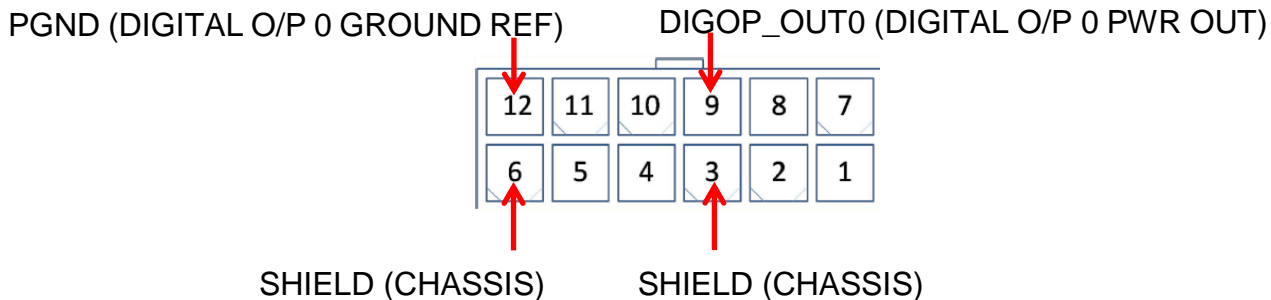 PGND (DIGITAL O/P 0 GROUND REF) DIGOP_OUT0 (DIGITAL O/P 0 PWR OUT)
12 11 10 9 8 7
6 5 4 3 2 1
SHIELD (CHASSIS) SHIELD (CHASSIS)